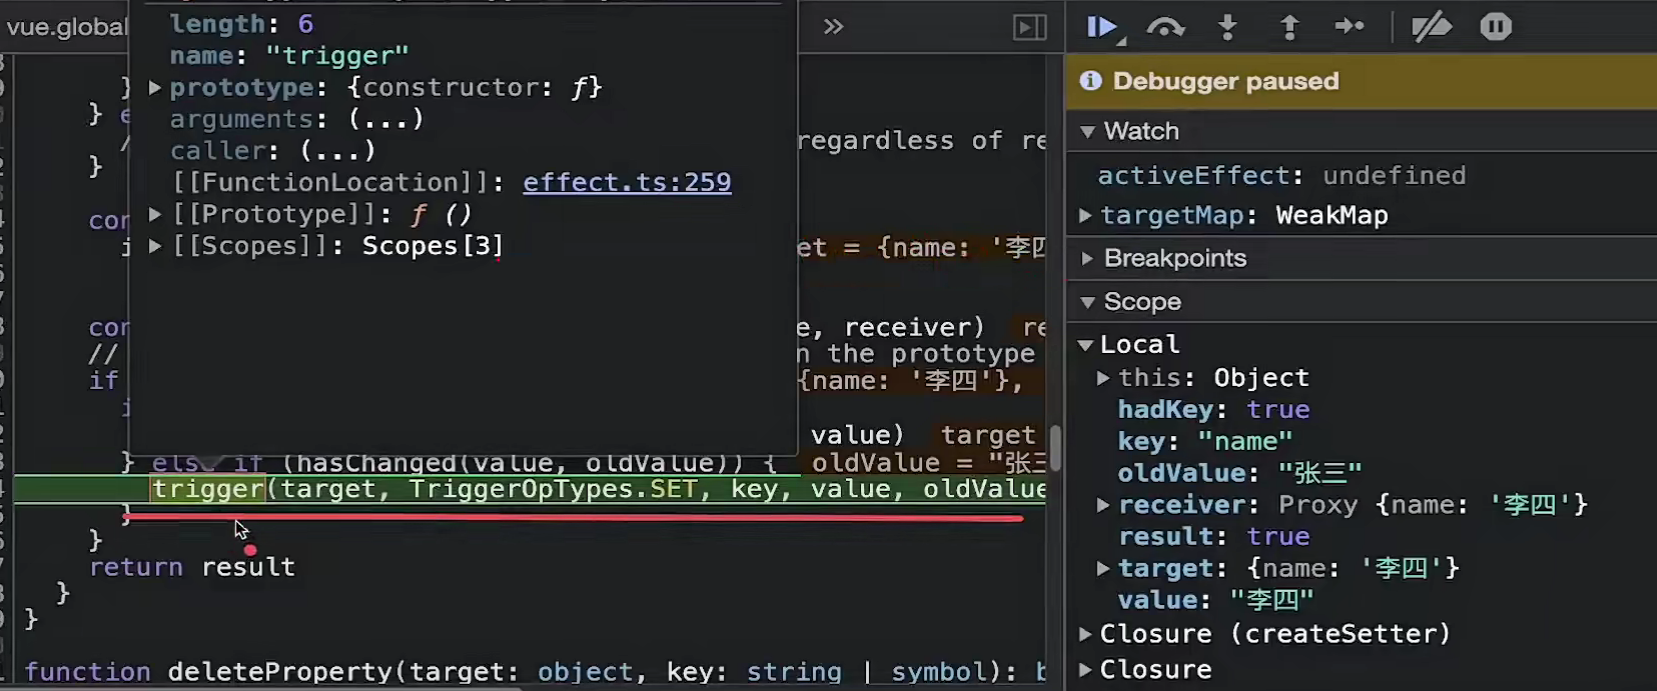 vue.global
»
length: 6
name: "trigger"
prototype: {constructor: ƒ}
arguments: (...)
caller: (...)
[[FunctionLocation]]: effect.ts:259
[[Prototype]]: ƒ ()
[[Scopes]]: Scopes[3]
}
} e
/
regardless of re
}
con
i
et = {name: '李四
con
e, receiver) re
//
n the prototype
if
{name: '李四'},
i
value) target
} else if (hasChanged(value, oldValue)) { oldValue = "张三
trigger(target, TriggerOpTypes.SET, key, value, oldValue
}
}
return result
}
}
function deleteProperty(target: object, key: string | symbol): b
Debugger paused
Watch
activeEffect: undefined
targetMap: WeakMap
Breakpoints
Scope
Local
this: Object
hadKey: true
key: "name"
oldValue: "张三"
receiver: Proxy {name: '李四'}
result: true
target: {name: '李四'}
value: "李四"
Closure (createSetter)
Closure